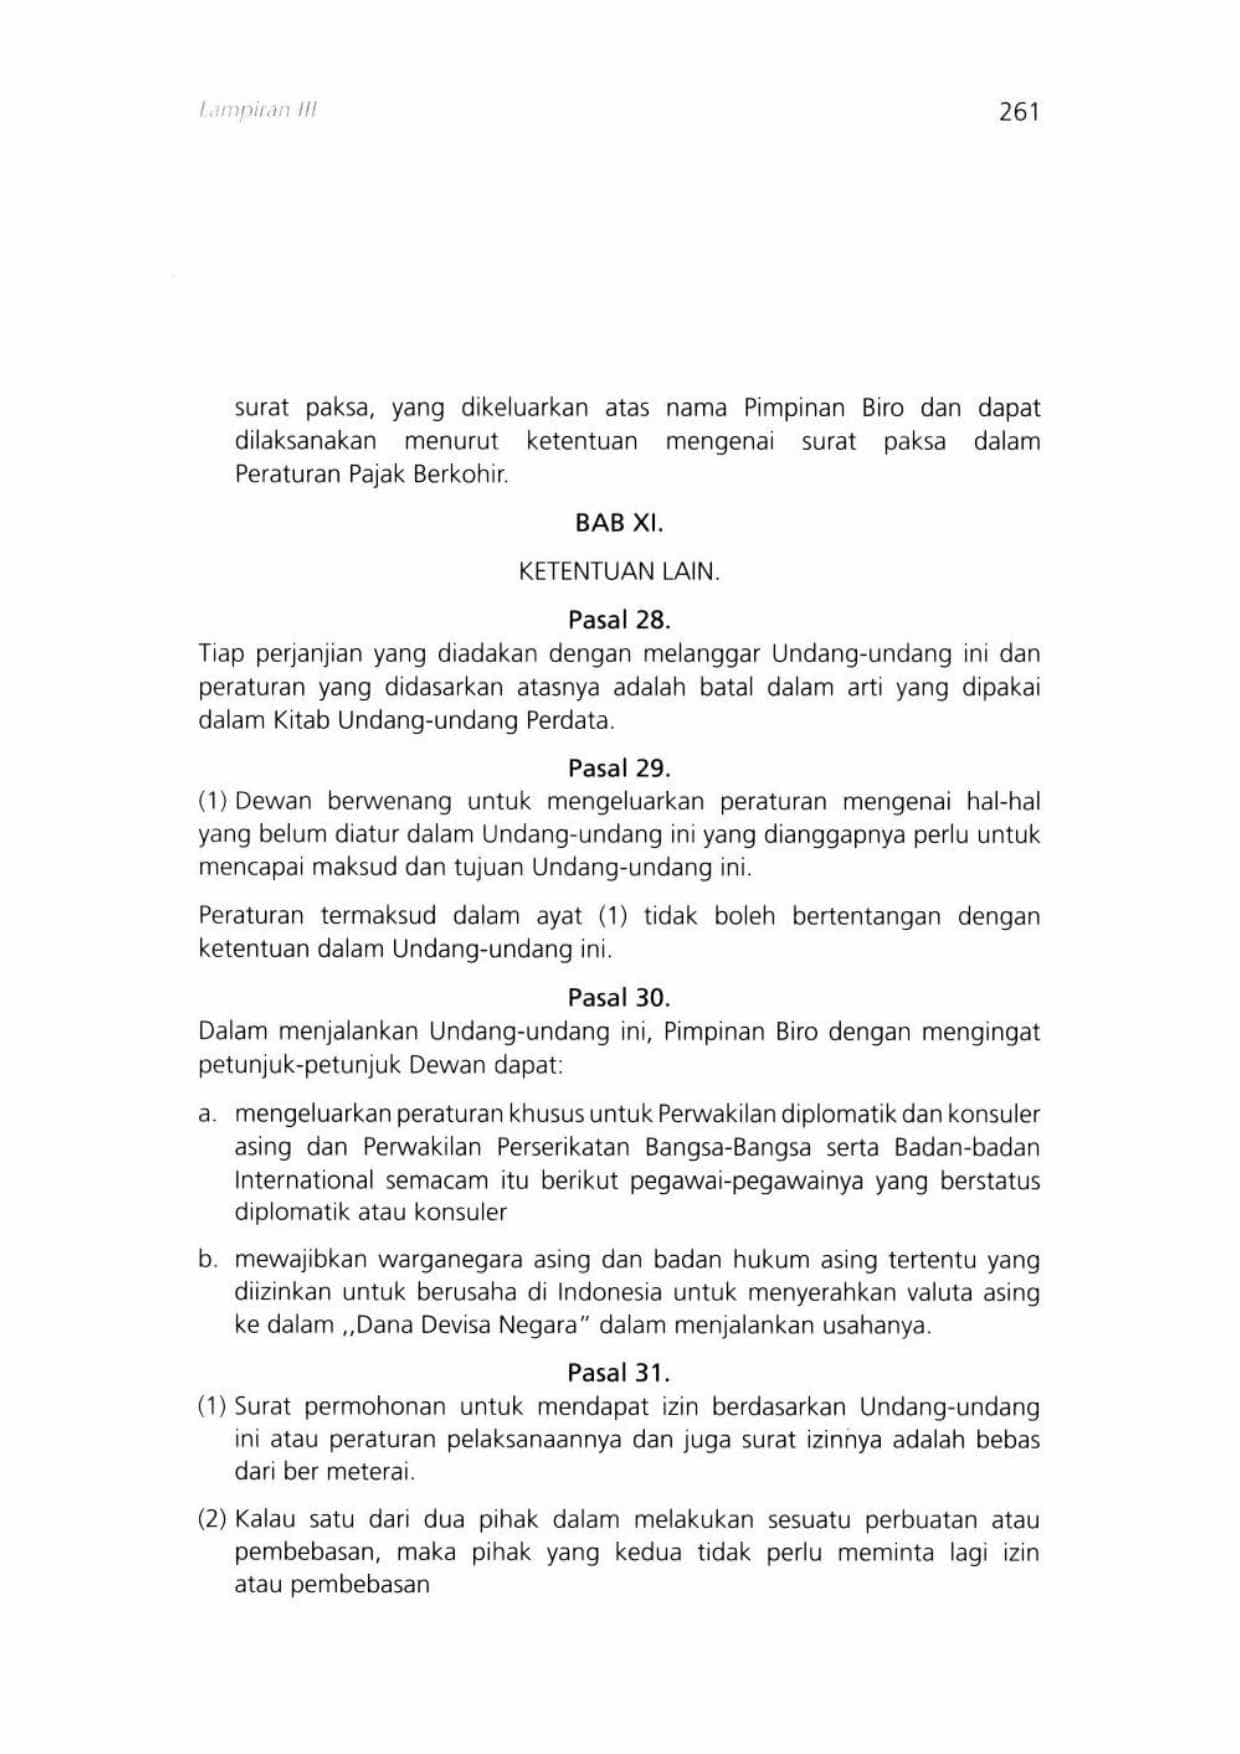 Lampiran III
261
surat paksa, yang dikeluarkan atas nama Pimpinan Biro dan dapat
dilaksanakan menurut ketentuan mengenai surat paksa dalam
Peraturan Pajak Berkohir.
BAB XI.
KETENTUAN LAIN.
Pasal 28.
Tiap perjanjian yang diadakan dengan melanggar Undang-undang ini dan
peraturan yang didasarkan atasnya adalah batal dalam arti yang dipakai
dalam Kitab Undang-undang Perdata.
Pasal 29.
(1) Dewan berwenang untuk mengeluarkan peraturan mengenai hal-hal
yang belum diatur dalam Undang-undang ini yang dianggapnya perlu untuk
mencapai maksud dan tujuan Undang-undang ini.
Peraturan termaksud dalam ayat (1) tidak boleh bertentangan dengan
ketentuan dalam Undang-undang ini.
Pasal 30.
Dalam menjalankan Undang-undang ini, Pimpinan Biro dengan mengingat
petunjuk-petunjuk Dewan dapat:
a. mengeluarkan peraturan khusus untuk Perwakilan diplomatik dan konsuler
asing dan Perwakilan Perserikatan Bangsa-Bangsa serta Badan-badan
International semacam itu berikut pegawai-pegawainya yang berstatus
diplomatik atau konsuler
b. mewajibkan warganegara asing dan badan hukum asing tertentu yang
diizinkan untuk berusaha di Indonesia untuk menyerahkan valuta asing
ke dalam ,,Dana Devisa Negara" dalam menjalankan usahanya.
Pasal 31.
(1) Surat permohonan untuk mendapat izin berdasarkan Undang-undang
ini atau peraturan pelaksanaannya dan juga surat izinnya adalah bebas
dari ber meterai.
(2) Kalau satu dari dua pihak dalam melakukan sesuatu perbuatan atau
pembebasan, maka pihak yang kedua tidak perlu meminta lagi izin
atau pembebasan